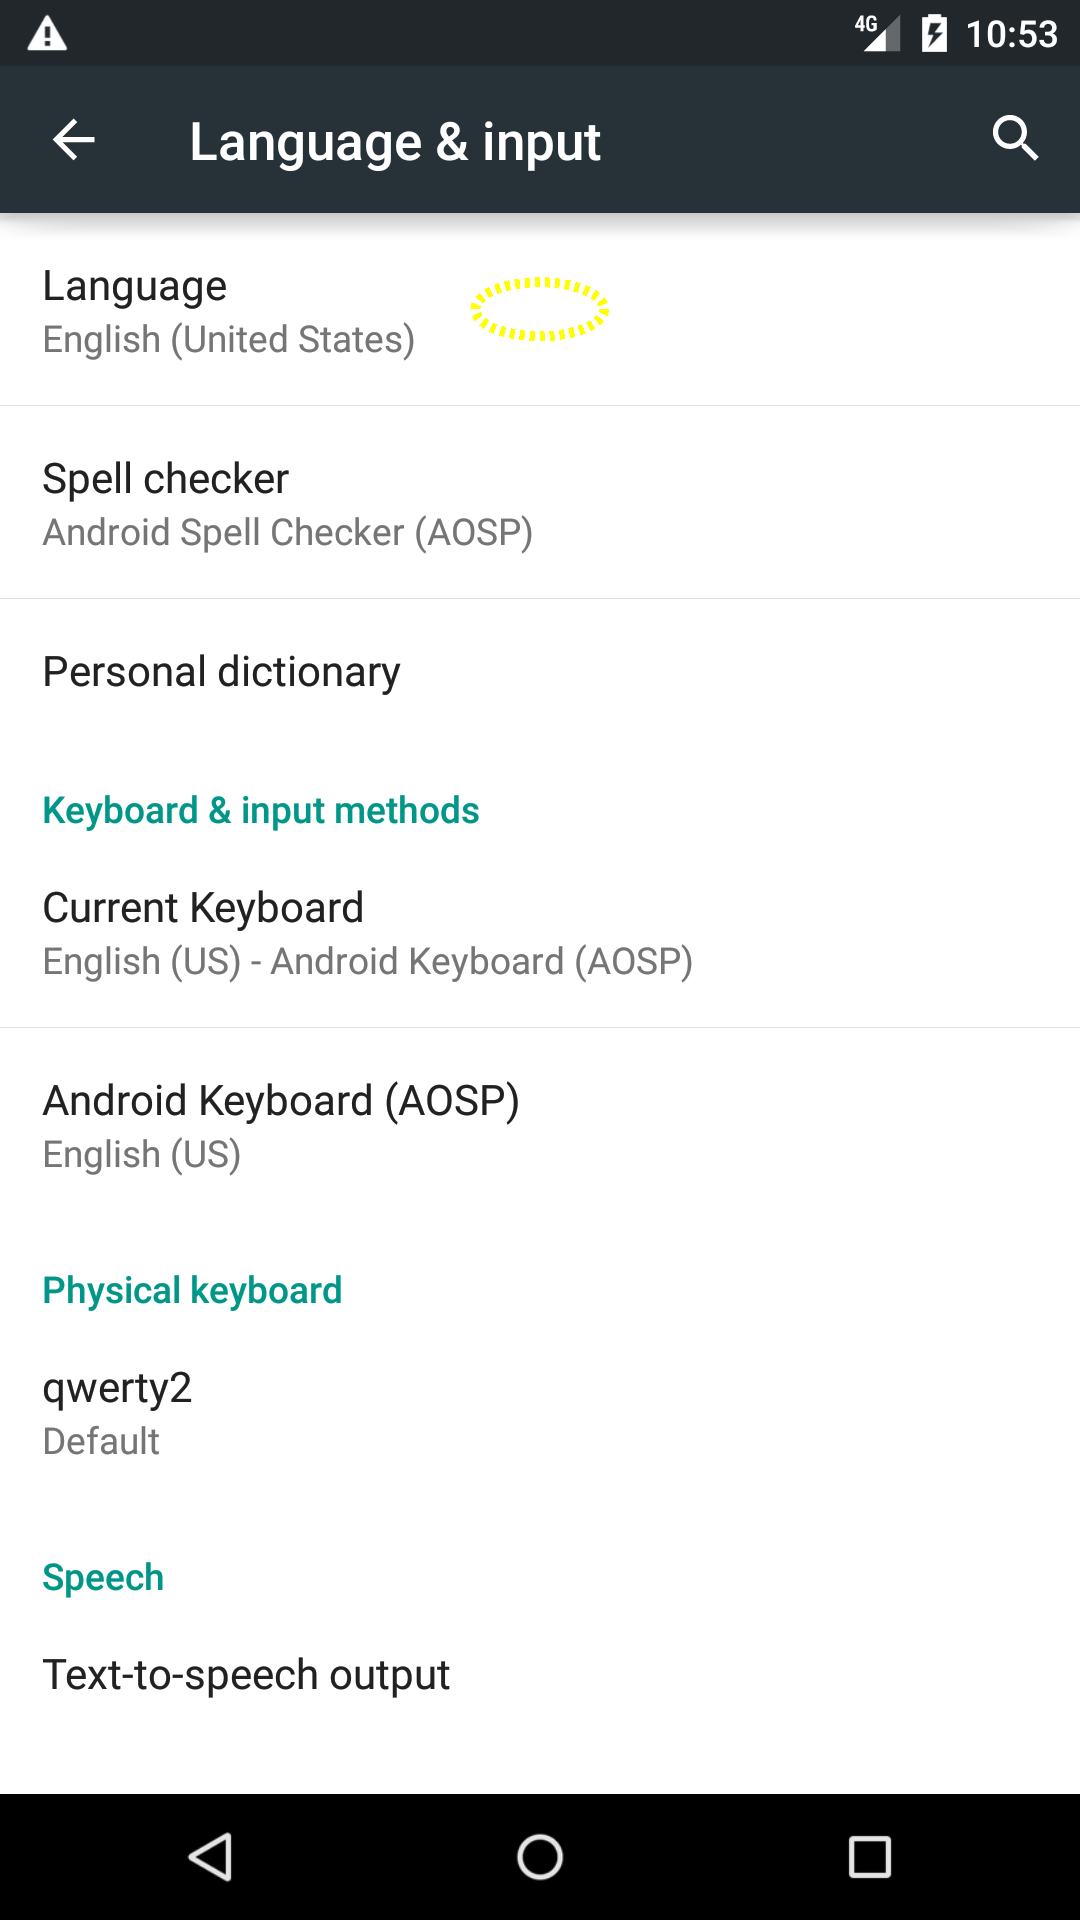 4G 10:53
Language & input
Language
English (United States)
Spell checker
Android Spell Checker (AOSP)
Personal dictionary
Keyboard & input methods
Current Keyboard
English (US) - Android Keyboard (AOSP)
Android Keyboard (AOSP)
English (US)
Physical keyboard
qwerty2
Default
Speech
Text-to-speech output